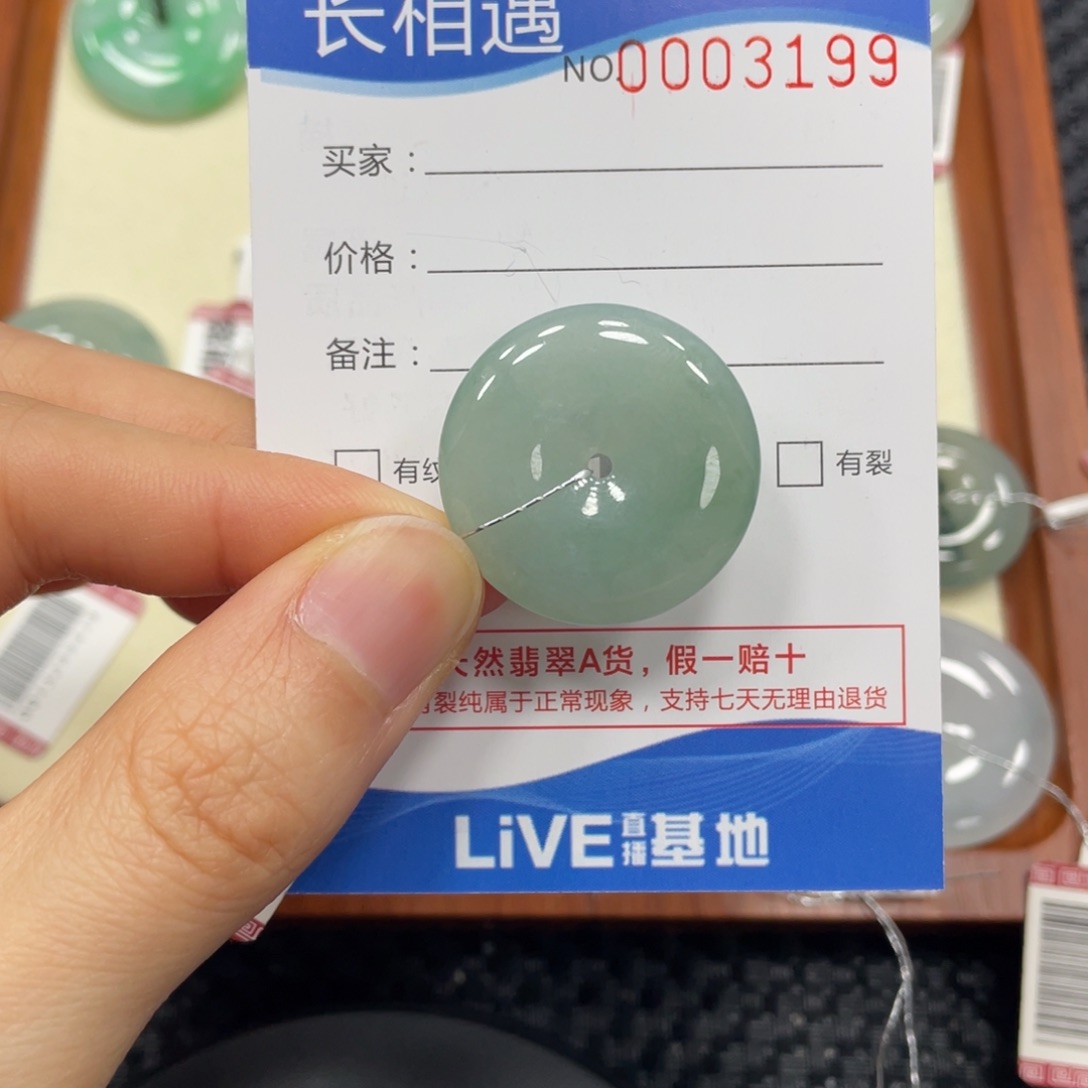 长相遇
NO.0003199
买家：
价格：
备注：
有纹
有裂
天然翡翠A货，假一赔十
裂纯属于正常现象，支持七天无理由退货
LiVE直播基地